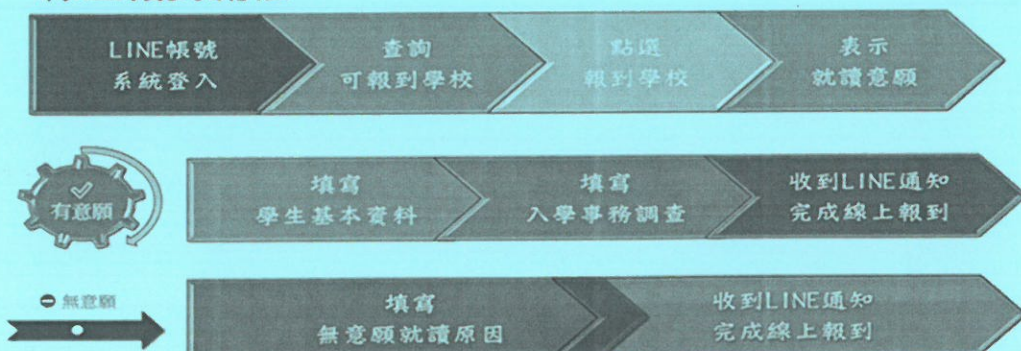 LINE帳號
系統登入
查詢
可報到學校
點選
報到學校
表示
就讀意願
有意願
填寫
學生基本資料
填寫
入學事務調查
收到LINE通知
完成線上報到
無意願
填寫
無意願就讀原因
收到LINE通知
完成線上報到